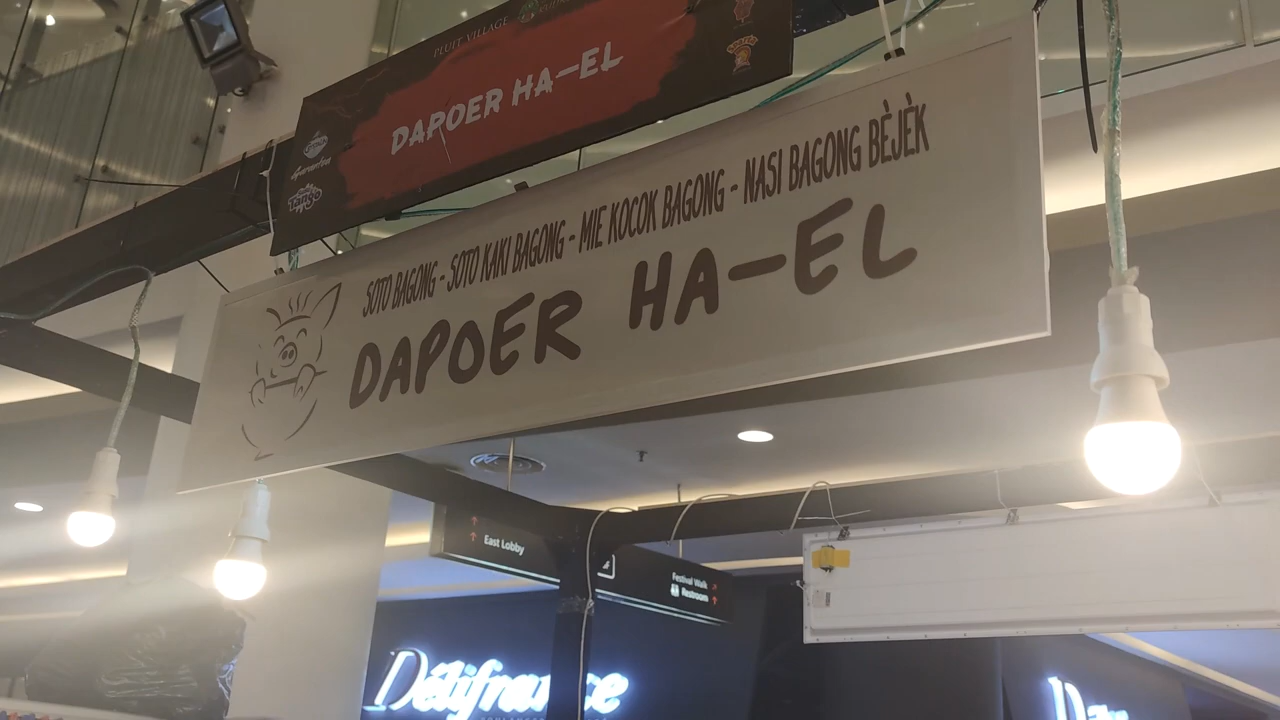 PLUIT VILLAGE
DAPOER HA-EL
SOTO BAGONG - SOTO KAKI BAGONG - MIE KOCOK BAGONG - NASI BAGONG BÈJÈK
DAPOER HA-EL
East Lobby
Festival Walk
Restroom
Délifrance